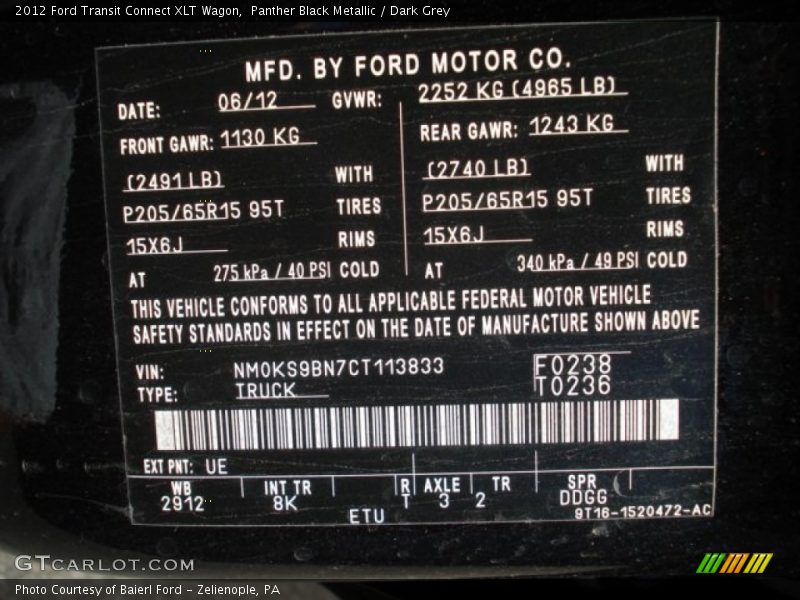 2012 Ford Transit Connect XLT Wagon,  Panther Black Metallic / Dark Grey
MFD. BY FORD MOTOR CO.
DATE: 06/12 GVWR: 2252 KG (4965 LB)
FRONT GAWR: 1130 KG REAR GAWR: 1243 KG
(2491 LB) WITH (2740 LB) WITH
P205/65R15 95T TIRES P205/65R15 95T TIRES
15X6J RIMS 15X6J RIMS
AT 275 kPa / 40 PSI COLD AT 340 kPa / 49 PSI COLD
THIS VEHICLE CONFORMS TO ALL APPLICABLE FEDERAL MOTOR VEHICLE
SAFETY STANDARDS IN EFFECT ON THE DATE OF MANUFACTURE SHOWN ABOVE
VIN: NM0KS9BN7CT113833 F0238
TYPE: TRUCK T0236
EXT PNT: UE
WB INT TR R AXLE TR SPR
2912 8K T 3 2 DDGG
ETU 9T16-1520472-AC
GTCARLOT.COM
Photo Courtesy of Baierl Ford - Zelienople, PA